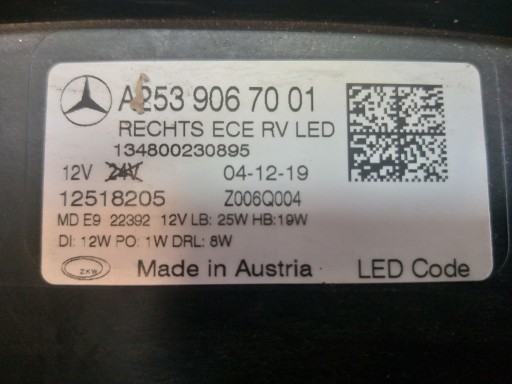 A253 906 70 01
RECHTS ECE RV LED
134800230895
12V 24V 04-12-19
12518205 Z006Q004
MD E9 22392 12V LB: 25W HB:19W
DI: 12W PO: 1W DRL: 8W
ZKW Made in Austria LED Code